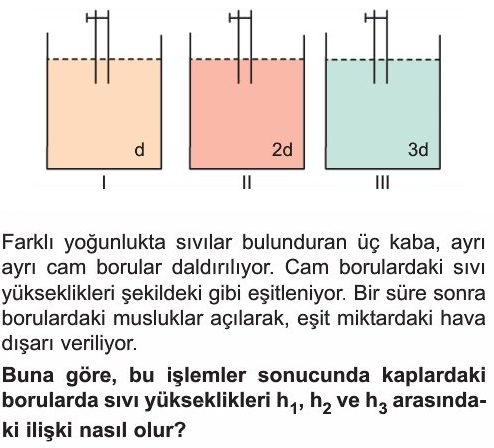 d 2d 3d
I II III
Farklı yoğunlukta sıvılar bulunduran üç kaba, ayrı
ayrı cam borular daldırılıyor. Cam borulardaki sıvı
yükseklikleri şekildeki gibi eşitleniyor. Bir süre sonra
borulardaki musluklar açılarak, eşit miktardaki hava
dışarı veriliyor.
Buna göre, bu işlemler sonucunda kaplardaki
borularda sıvı yükseklikleri h₁, h₂ ve h₃ arasında-
ki ilişki nasıl olur?